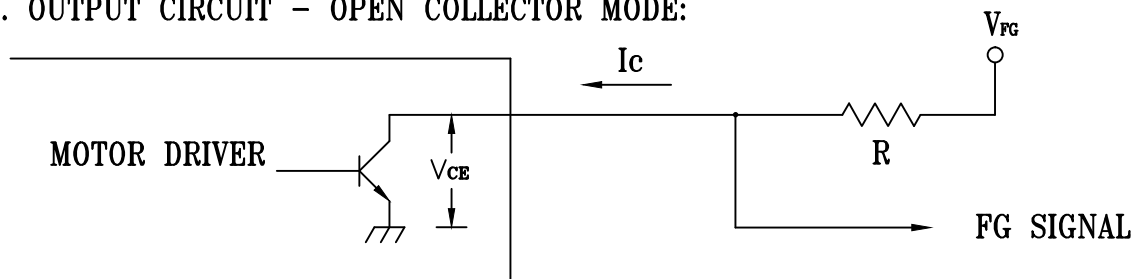 . OUTPUT CIRCUIT - OPEN COLLECTOR MODE:
VFG
Ic
MOTOR DRIVER
VCE
R
FG SIGNAL